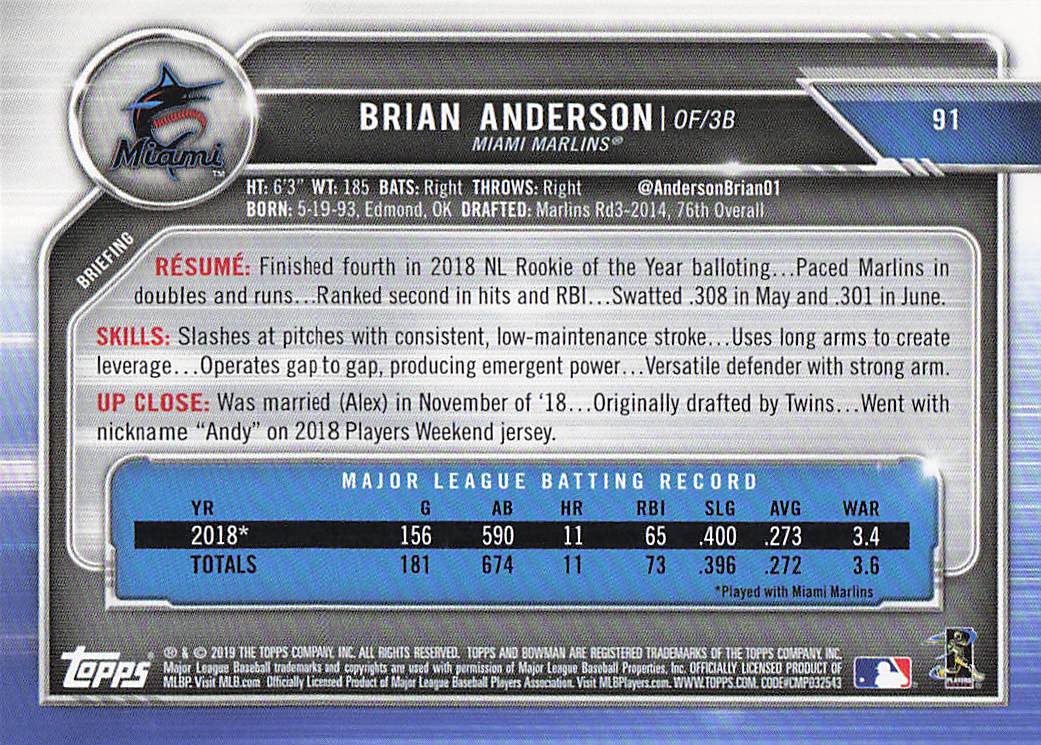 Miami™
BRIAN ANDERSON | OF/3B
91
MIAMI MARLINS®
HT: 6'3" WT: 185 BATS: Right THROWS: Right @AndersonBrian01
BORN: 5-19-93, Edmond, OK DRAFTED: Marlins Rd3-2014, 76th Overall
BRIEFING
RÉSUMÉ: Finished fourth in 2018 NL Rookie of the Year balloting...Paced Marlins in
doubles and runs...Ranked second in hits and RBI...Swatted .308 in May and .301 in June.
SKILLS: Slashes at pitches with consistent, low-maintenance stroke...Uses long arms to create
leverage...Operates gap to gap, producing emergent power...Versatile defender with strong arm.
UP CLOSE: Was married (Alex) in November of '18...Originally drafted by Twins...Went with
nickname "Andy" on 2018 Players Weekend jersey.
MAJOR LEAGUE BATTING RECORD
YR G AB HR RBI SLG AVG WAR
2018* 156 590 11 65 .400 .273 3.4
TOTALS 181 674 11 73 .396 .272 3.6
*Played with Miami Marlins
topps®
® & © 2019 THE TOPPS COMPANY, INC. ALL RIGHTS RESERVED. TOPPS AND BOWMAN ARE REGISTERED TRADEMARKS OF THE TOPPS COMPANY, INC.
Major League Baseball trademarks and copyrights are used with permission of Major League Baseball Properties, Inc. OFFICIALLY LICENSED PRODUCT OF
MLBP. Visit MLB.com Officially Licensed Product of Major League Baseball Players Association. Visit MLBPlayers.com. WWW.TOPPS.COM. CODE#CMP032543
PLAYERS